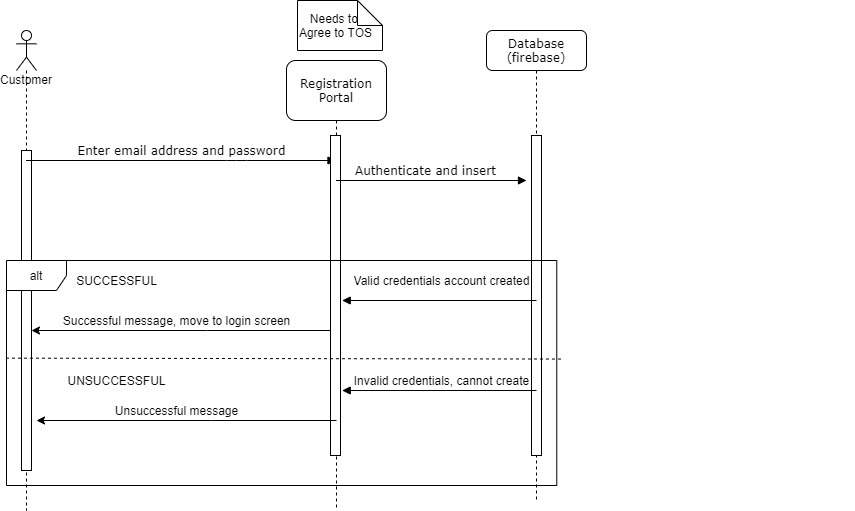 Needs to
Agree to TOS
Customer
Registration
Portal
Database
(firebase)
Enter email address and password
Authenticate and insert
alt
SUCCESSFUL
Valid credentials account created
Successful message, move to login screen
UNSUCCESSFUL
Invalid credentials, cannot create
Unsuccessful message